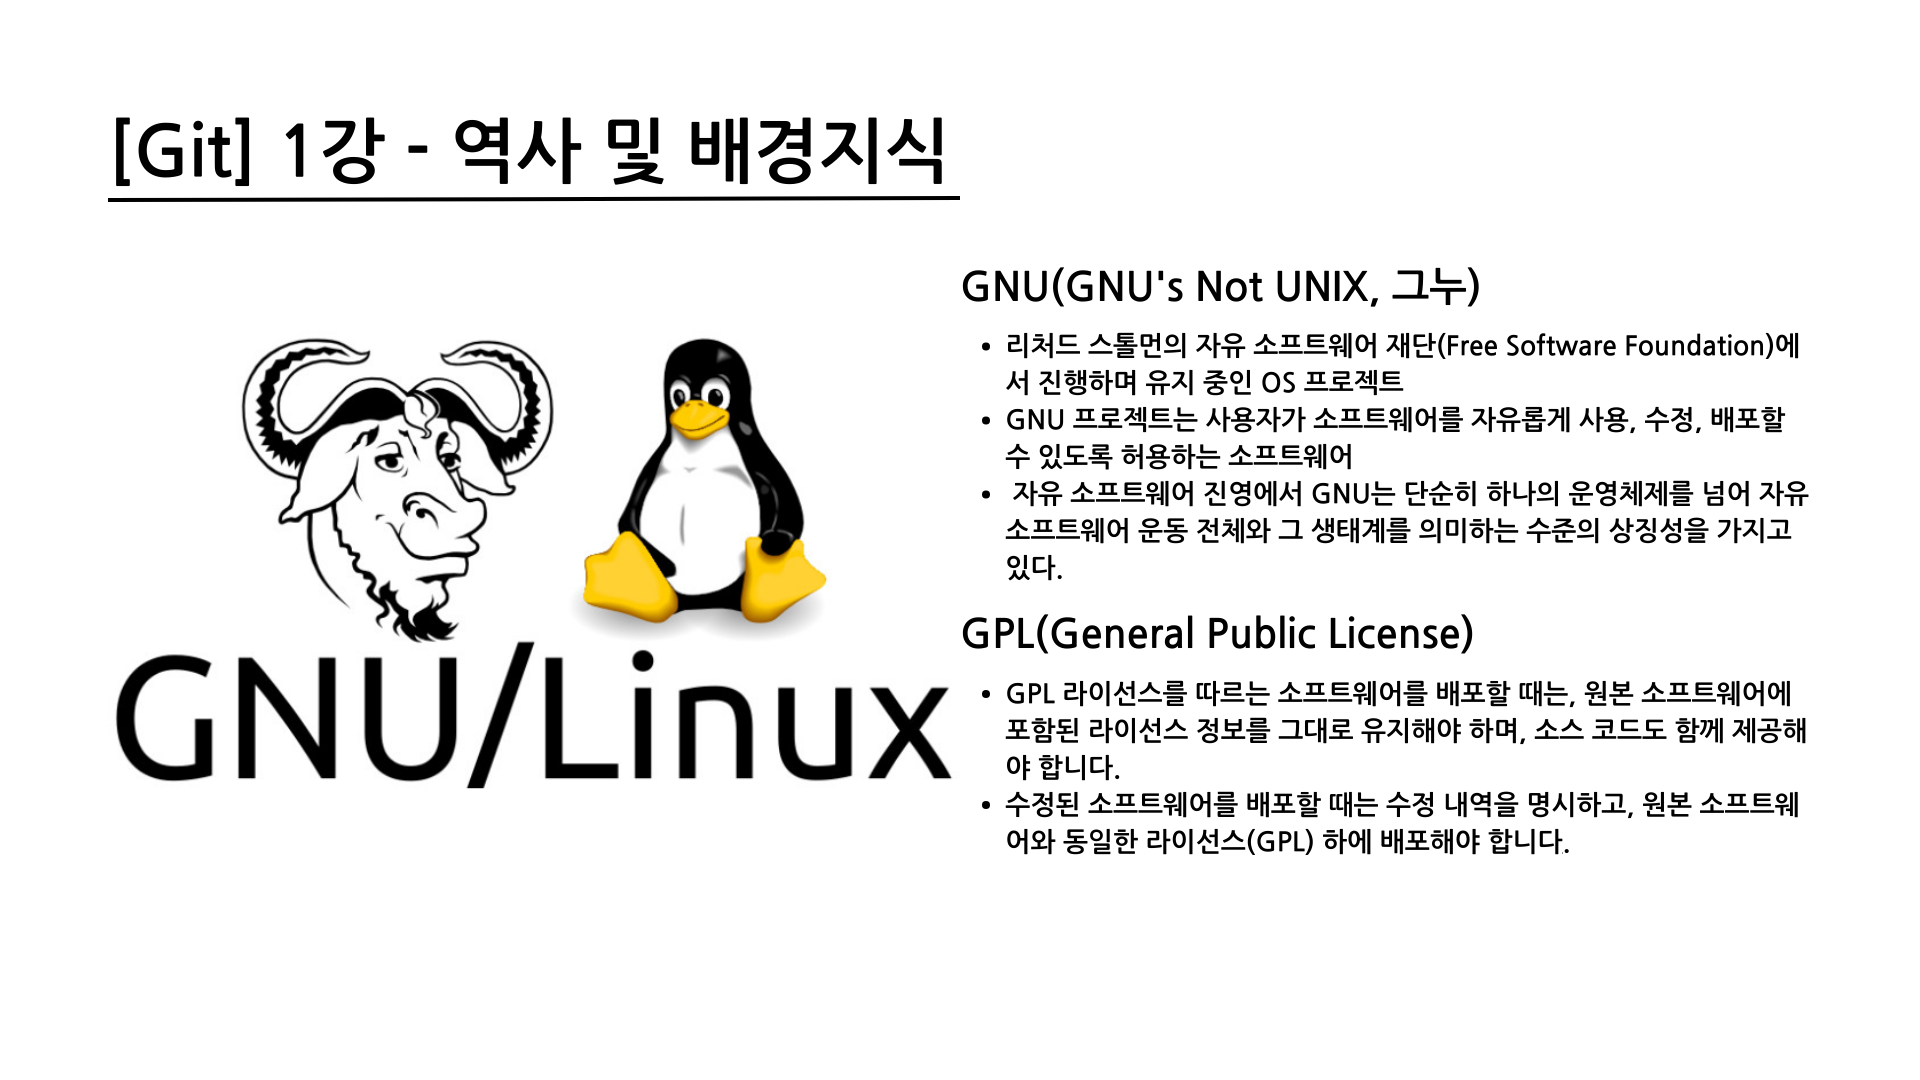 [Git] 1강 - 역사 및 배경지식
GNU/Linux
GNU(GNU's Not UNIX, 그누)
• 리처드 스톨먼의 자유 소프트웨어 재단(Free Software Foundation)에
서 진행하며 유지 중인 OS 프로젝트
• GNU 프로젝트는 사용자가 소프트웨어를 자유롭게 사용, 수정, 배포할
수 있도록 허용하는 소프트웨어
• 자유 소프트웨어 진영에서 GNU는 단순히 하나의 운영체제를 넘어 자유
소프트웨어 운동 전체와 그 생태계를 의미하는 수준의 상징성을 가지고
있다.
GPL(General Public License)
• GPL 라이선스를 따르는 소프트웨어를 배포할 때는, 원본 소프트웨어에
포함된 라이선스 정보를 그대로 유지해야 하며, 소스 코드도 함께 제공해
야 합니다.
• 수정된 소프트웨어를 배포할 때는 수정 내역을 명시하고, 원본 소프트웨
어와 동일한 라이선스(GPL) 하에 배포해야 합니다.